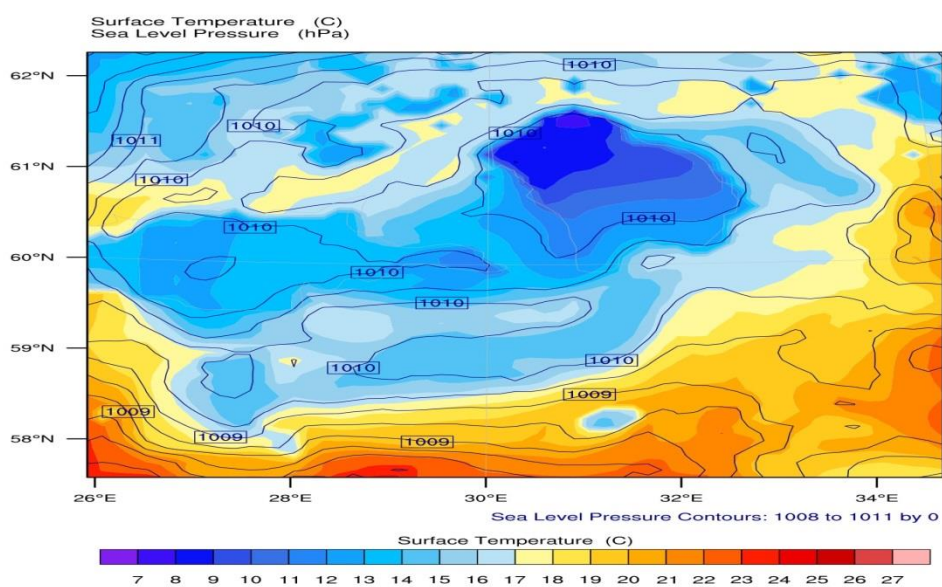 Surface Temperature (C)
Sea Level Pressure (hPa)
62°N
61°N
60°N
59°N
58°N
1010
1010
1011
1010
1010
1010
1010
1010
1010
1010
1010
1009
1009
1009
1009
26°E 28°E 30°E 32°E 34°E
Sea Level Pressure Contours: 1008 to 1011 by 0
Surface Temperature (C)
7 8 9 10 11 12 13 14 15 16 17 18 19 20 21 22 23 24 25 26 27